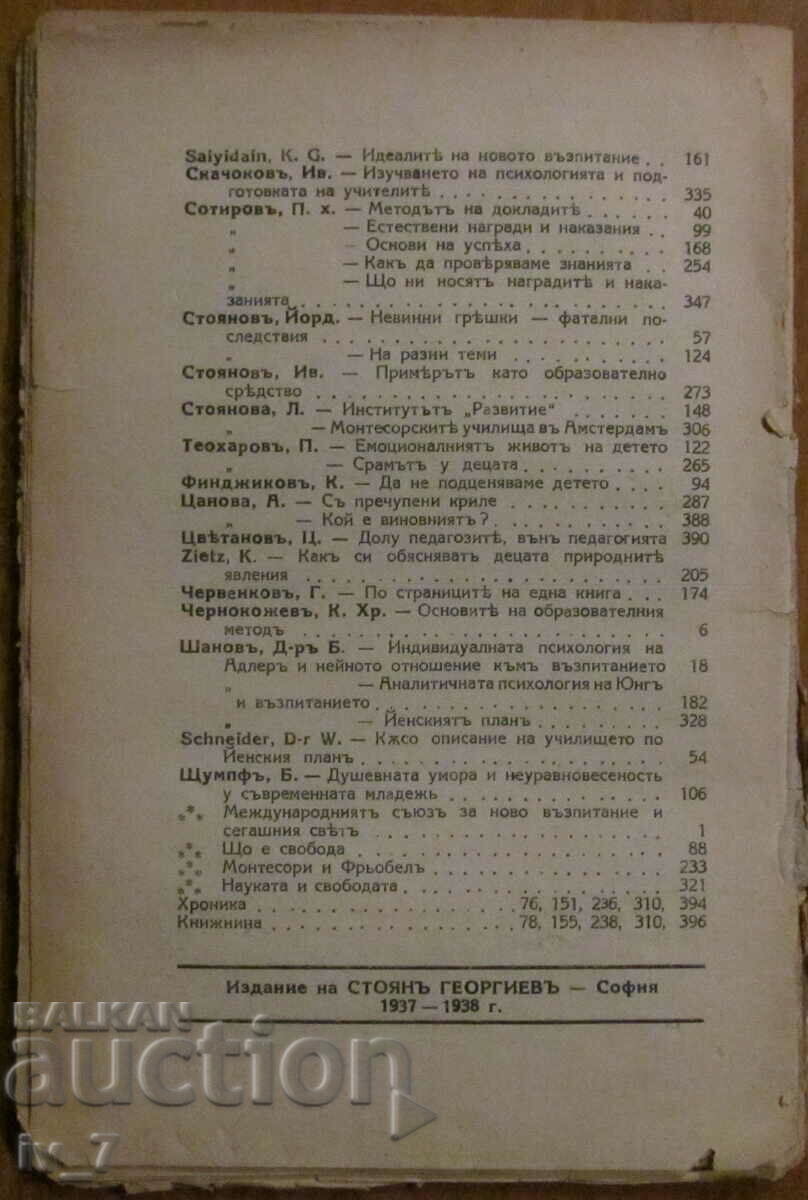 Saiyidain, K. G. — Идеалитѣ на новото възпитание . . 161
Скачоковъ, Ив. — Изучването на психологията и под-
готовката на учителитѣ . . . . . . . . . . . . . . . . 335
Сотировъ, П. х. — Методътъ на докладитѣ . . . . . . 40
„ — Естествени награди и наказания . . 99
„ — Основи на успѣха . . . . . . . . . . 168
„ — Какъ да провѣряваме знанията . . 254
„ — Що ни носятъ наградитѣ и нака-
занията . . . . . . . . . . . . . . . . . . . . . . . . 347
Стояновъ, Йорд. — Невинни грѣшки — фатални по-
следствия . . . . . . . . . . . . . . . . . . . . . . . 57
„ — На разни теми . . . . . . . . . . . 124
Стояновъ, Ив. — Примѣрътъ като образователно
срѣдство . . . . . . . . . . . . . . . . . . . . . . . 273
Стоянова, Л. — Институтътъ „Развитие“ . . . . . . . 148
„ — Монтесорскитѣ училища въ Амстердамъ 306
Теохаровъ, П. — Емоционалниятъ животъ на детето 122
„ — Срамътъ у децата . . . . . . . . . . 265
Финджиковъ, К. — Да не подценяваме детето . . . . 94
Цанова, А. — Съ пречупени криле . . . . . . . . . . . 287
„ — Кой е виновниятъ? . . . . . . . . . . . . 388
Цвѣтановъ, Ц. — Долу педагозитѣ, вънъ педагогията 390
Zietz, K. — Какъ си обясняватъ децата природнитѣ
явления . . . . . . . . . . . . . . . . . . . . . . . . 205
Червенковъ, Г. — По страницитѣ на една книга . . . 174
Чернокожевъ, К. Хр. — Основитѣ на образователния
методъ . . . . . . . . . . . . . . . . . . . . . . . . . 6
Шановъ, Д-ръ Б. — Индивидуалната психология на
Адлеръ и нейното отношение къмъ възпитанието 18
„ — Аналитичната психология на Юнгъ
и възпитанието . . . . . . . . . . . . . . . . . . . . 182
„ — Йенскиятъ планъ . . . . . . . . . 328
Schneider, D-r W. — Кѫсо описание на училището по
Йенския планъ . . . . . . . . . . . . . . . . . . . . . 54
Щумпфъ, Б. — Душевната умора и неуравновесеность
у съвременната младежь . . . . . . . . . . . . . . . 106
*** Международниятъ съюзъ за ново възпитание и
сегашния свѣтъ . . . . . . . . . . . . . . . . . . . . 1
*** Що е свобода . . . . . . . . . . . . . . . . . . . . . 88
*** Монтесори и Фрьобелъ . . . . . . . . . . . . . . . . 233
*** Науката и свободата . . . . . . . . . . . . . . . . . 321
Хроника . . . . . . . . . . . . . . . . . 76, 151, 236, 310, 394
Книжнина . . . . . . . . . . . . . . . . 78, 155, 238, 310, 396
Издание на СТОЯНЪ ГЕОРГИЕВЪ — София
1937 — 1938 г.
BALKAN
auction
iv_7